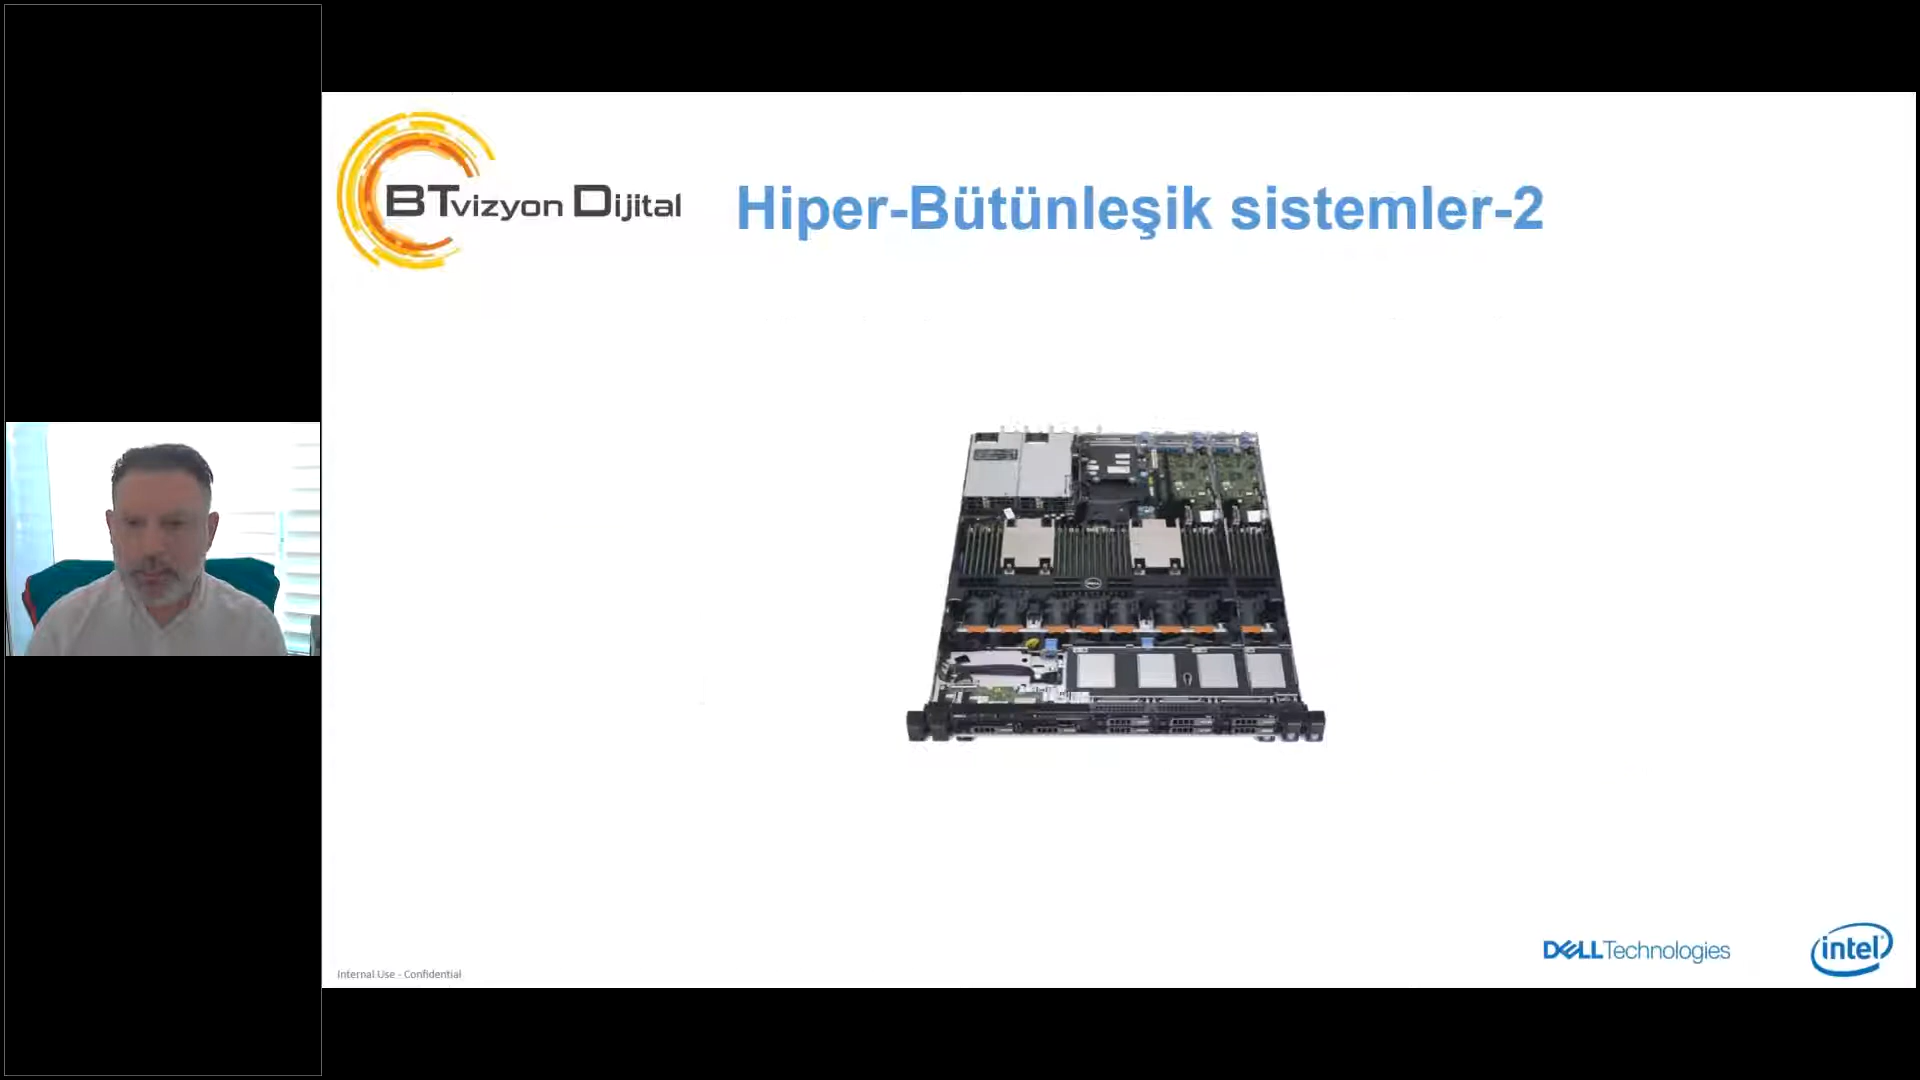 BTvizyon Dijital
Hiper-Bütünleşik sistemler-2
DELLTechnologies
intel
Internal Use - Confidential